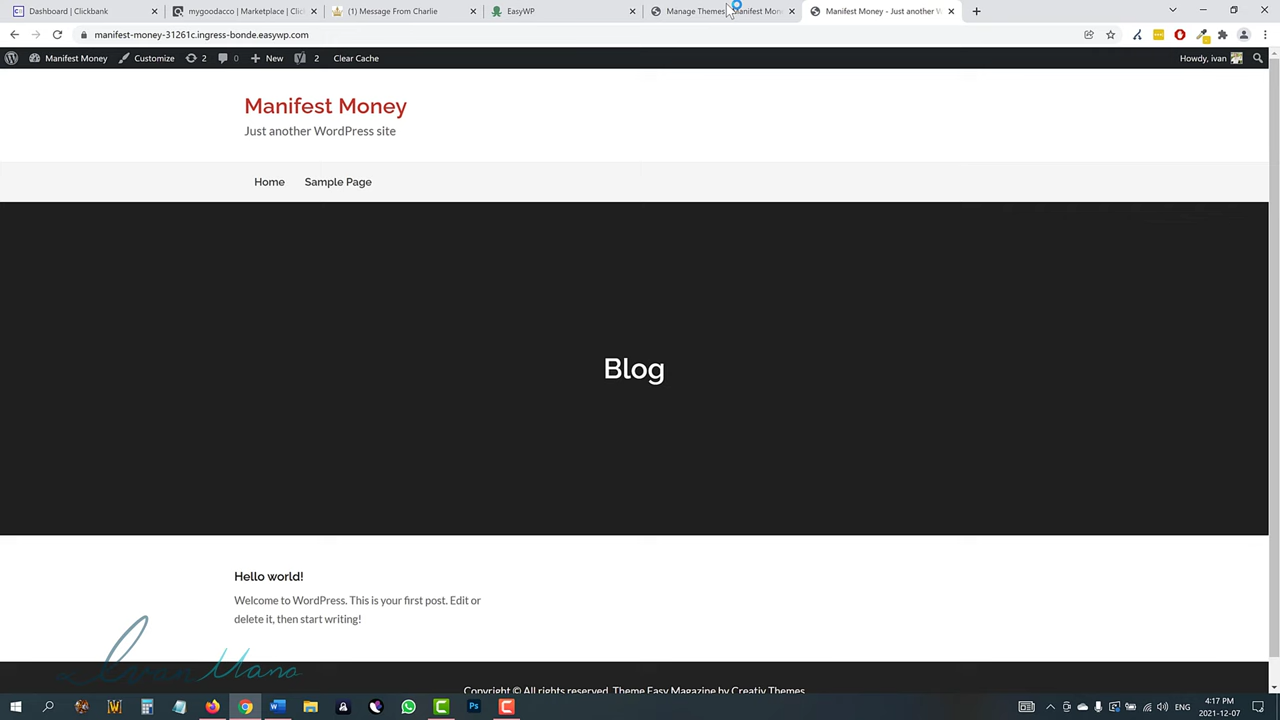 Dashboard | Clickbank
mygoodacco | Marketplace | Clic
(1) Message From Charlie
EasyWP
Manage Themes Manifest Mon
Manifest Money - Just another W
manifest-money-31261c.ingress-bonde.easywp.com
Manifest Money
Customize
2
0
New
2
Clear Cache
Howdy, ivan
Manifest Money
Just another WordPress site
Home
Sample Page
Blog
Hello world!
Welcome to WordPress. This is your first post. Edit or
delete it, then start writing!
Ivan Mana
Copyright © All rights reserved. Theme Easy Magazine by Creativ Themes
ENG
4:17 PM
2021-12-07